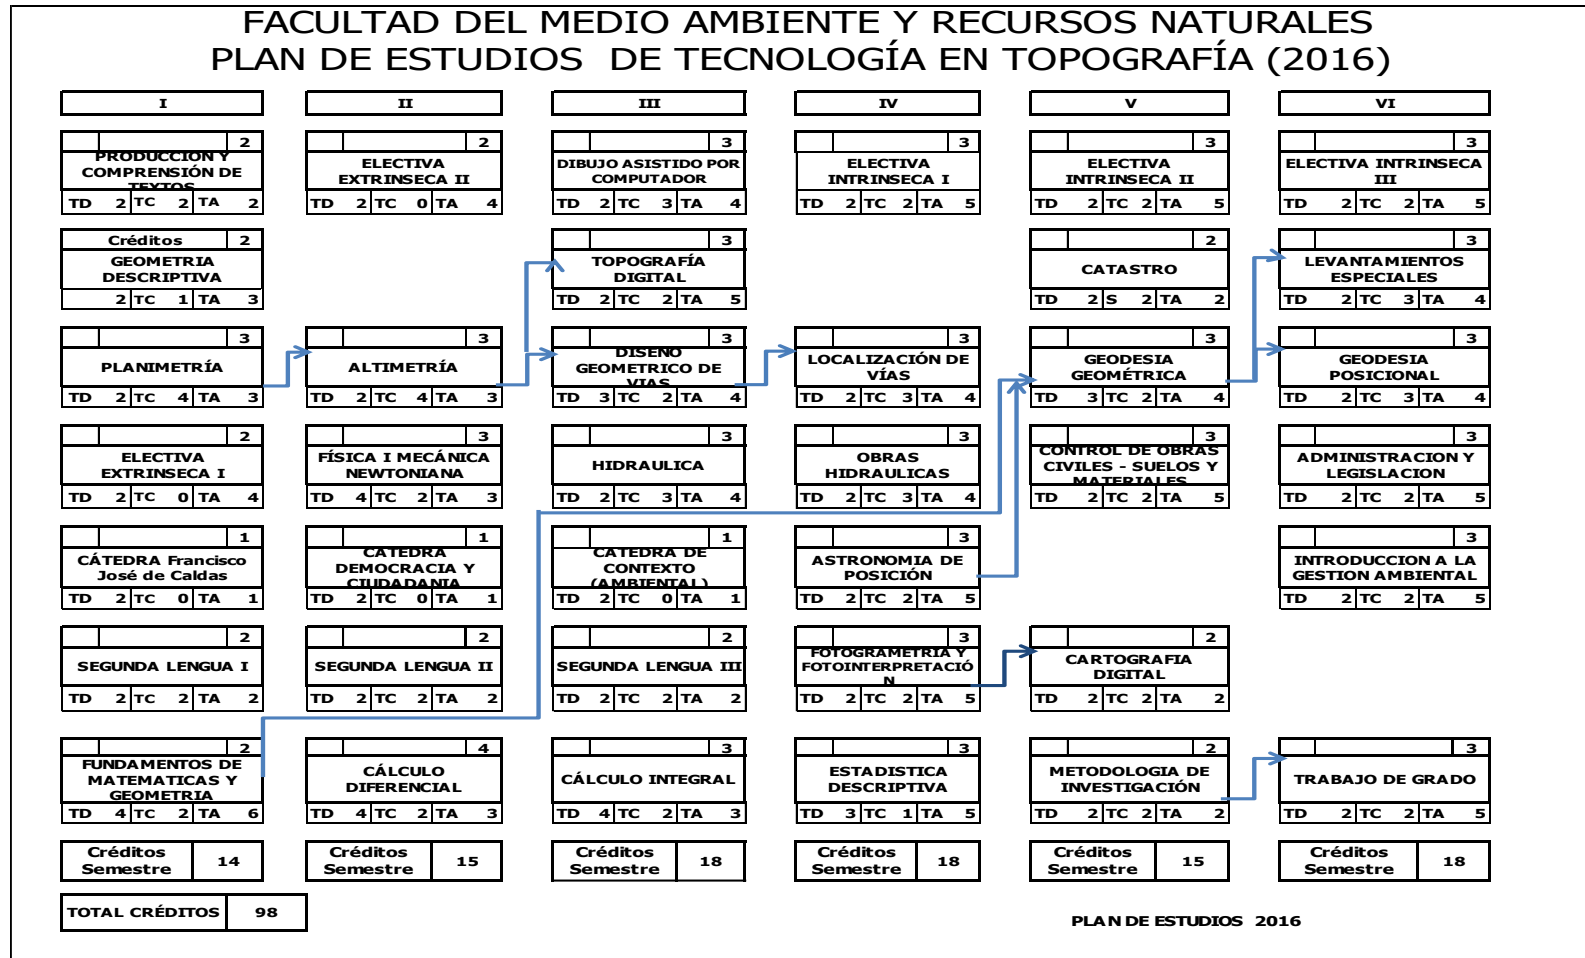 FACULTAD DEL MEDIO AMBIENTE Y RECURSOS NATURALES
PLAN DE ESTUDIOS DE TECNOLOGÍA EN TOPOGRAFÍA (2016)
I
II
III
IV
V
VI
2
PRODUCCION Y
COMPRENSIÓN DE
TEXTOS
TD 2 TC 2 TA 2
2
ELECTIVA
EXTRINSECA II
TD 2 TC 0 TA 4
3
DIBUJO ASISTIDO POR
COMPUTADOR
TD 2 TC 3 TA 4
3
ELECTIVA
INTRINSECA I
TD 2 TC 2 TA 5
3
ELECTIVA
INTRINSECA II
TD 2 TC 2 TA 5
3
ELECTIVA INTRINSECA
III
TD 2 TC 2 TA 5
Créditos 2
GEOMETRIA
DESCRIPTIVA
2 TC 1 TA 3
3
TOPOGRAFÍA
DIGITAL
TD 2 TC 2 TA 5
2
CATASTRO
TD 2 S 2 TA 2
3
LEVANTAMIENTOS
ESPECIALES
TD 2 TC 3 TA 4
3
PLANIMETRÍA
TD 2 TC 4 TA 3
3
ALTIMETRÍA
TD 2 TC 4 TA 3
3
DISEÑO
GEOMETRICO DE
VIAS
TD 3 TC 2 TA 4
3
LOCALIZACIÓN DE
VÍAS
TD 2 TC 3 TA 4
3
GEODESIA
GEOMÉTRICA
TD 3 TC 2 TA 4
3
GEODESIA
POSICIONAL
TD 2 TC 3 TA 4
2
ELECTIVA
EXTRINSECA I
TD 2 TC 0 TA 4
3
FÍSICA I MECÁNICA
NEWTONIANA
TD 4 TC 2 TA 3
3
HIDRAULICA
TD 2 TC 3 TA 4
3
OBRAS
HIDRAULICAS
TD 2 TC 3 TA 4
3
CONTROL DE OBRAS
CIVILES - SUELOS Y
MATERIALES
TD 2 TC 2 TA 5
3
ADMINISTRACION Y
LEGISLACION
TD 2 TC 2 TA 5
1
CÁTEDRA Francisco
José de Caldas
TD 2 TC 0 TA 1
1
CATEDRA
DEMOCRACIA Y
CIUDADANIA
TD 2 TC 0 TA 1
1
CATEDRA DE
CONTEXTO
(AMBIENTAL)
TD 2 TC 0 TA 1
3
ASTRONOMIA DE
POSICIÓN
TD 2 TC 2 TA 5
3
INTRODUCCION A LA
GESTION AMBIENTAL
TD 2 TC 2 TA 5
2
SEGUNDA LENGUA I
TD 2 TC 2 TA 2
2
SEGUNDA LENGUA II
TD 2 TC 2 TA 2
2
SEGUNDA LENGUA III
TD 2 TC 2 TA 2
3
FOTOGRAMETRIA Y
FOTOINTERPRETACIÓ
N
TD 2 TC 2 TA 5
2
CARTOGRAFIA
DIGITAL
TD 2 TC 2 TA 2
2
FUNDAMENTOS DE
MATEMATICAS Y
GEOMETRIA
TD 4 TC 2 TA 6
4
CÁLCULO
DIFERENCIAL
TD 4 TC 2 TA 3
3
CÁLCULO INTEGRAL
TD 4 TC 2 TA 3
3
ESTADISTICA
DESCRIPTIVA
TD 3 TC 1 TA 5
2
METODOLOGIA DE
INVESTIGACIÓN
TD 2 TC 2 TA 2
3
TRABAJO DE GRADO
TD 2 TC 2 TA 5
Créditos
Semestre
14
Créditos
Semestre
15
Créditos
Semestre
18
Créditos
Semestre
18
Créditos
Semestre
15
Créditos
Semestre
18
TOTAL CRÉDITOS 98
PLAN DE ESTUDIOS 2016